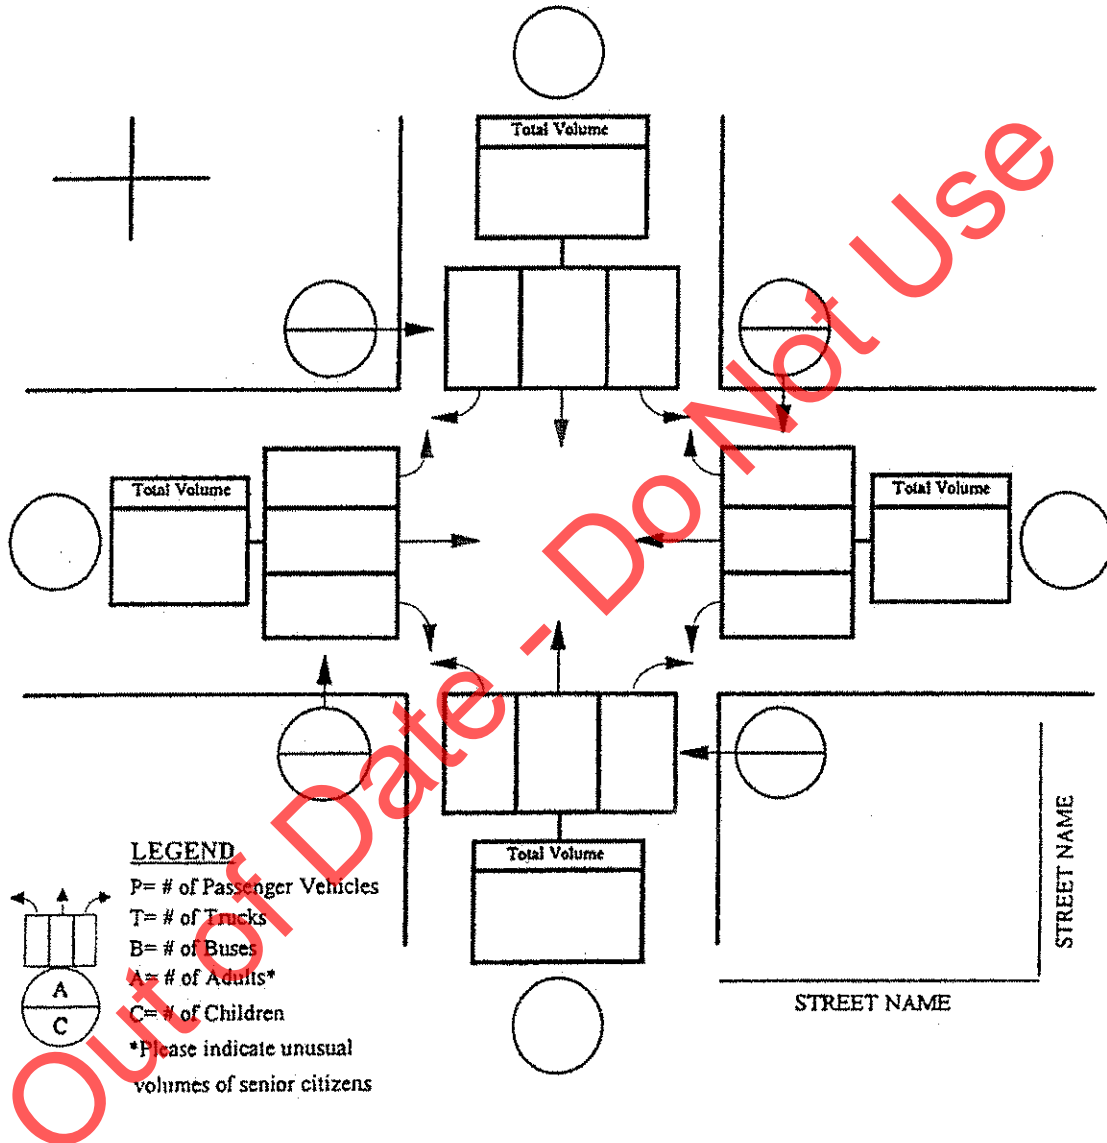 Total Volume
Total Volume
Total Volume
Total Volume
LEGEND
P= # of Passenger Vehicles
T= # of Trucks
B= # of Buses
A= # of Adults*
C= # of Children
*Please indicate unusual
volumes of senior citizens
A
C
STREET NAME
STREET NAME
Out of Date - Do Not Use